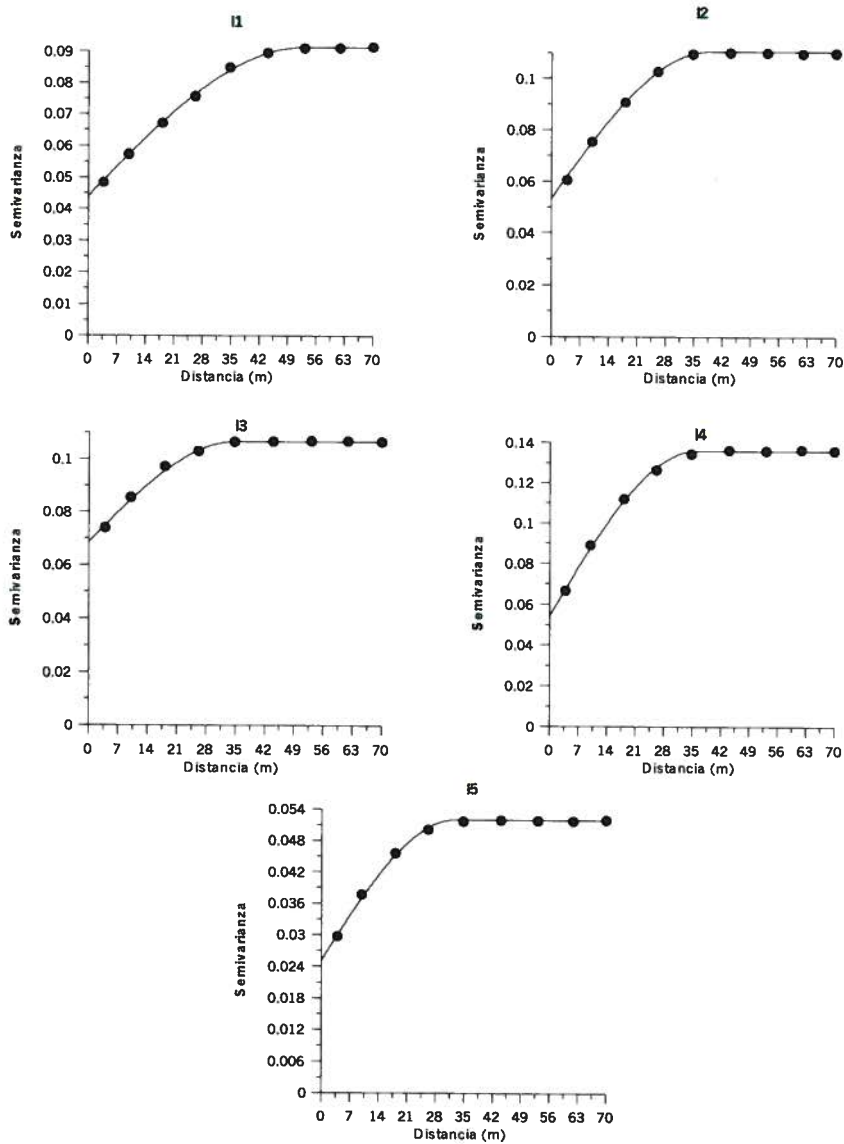 I1
0.09
0.08
0.07
0.06
0.05
0.04
0.03
0.02
0.01
0
Semivarianza
0 7 14 21 28 35 42 49 56 63 70
Distancia (m)
I2
0.1
0.08
0.06
0.04
0.02
0
Semivarianza
0 7 14 21 28 35 42 49 56 63 70
Distancia (m)
I3
0.1
0.08
0.06
0.04
0.02
0
Semivarianza
0 7 14 21 28 35 42 49 56 63 70
Distancia (m)
I4
0.14
0.12
0.1
0.08
0.06
0.04
0.02
0
Semivarianza
0 7 14 21 28 35 42 49 56 63 70
Distancia (m)
I5
0.054
0.048
0.042
0.036
0.03
0.024
0.018
0.012
0.006
0
Semivarianza
0 7 14 21 28 35 42 49 56 63 70
Distancia (m)